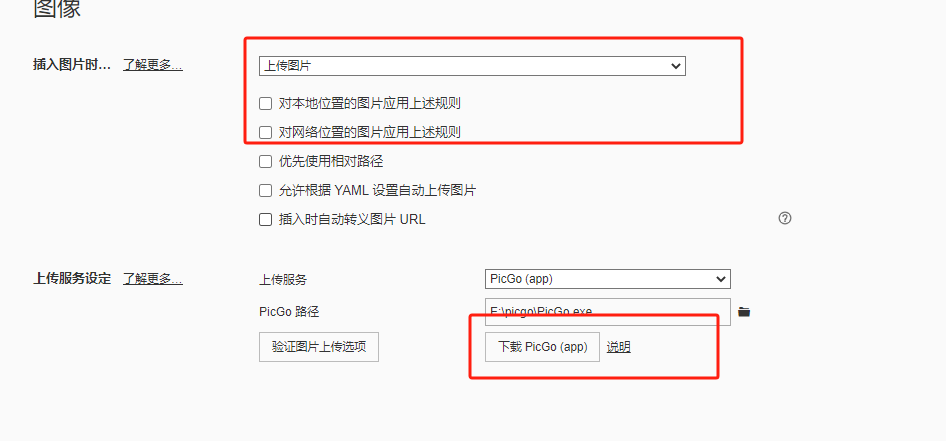 图像
插入图片时... 了解更多... 上传图片
对本地位置的图片应用上述规则
对网络位置的图片应用上述规则
优先使用相对路径
允许根据 YAML 设置自动上传图片
插入时自动转义图片 URL
上传服务设定 了解更多... 上传服务 PicGo (app)
PicGo 路径 E:\picgo\PicGo.exe
验证图片上传选项 下载 PicGo (app) 说明